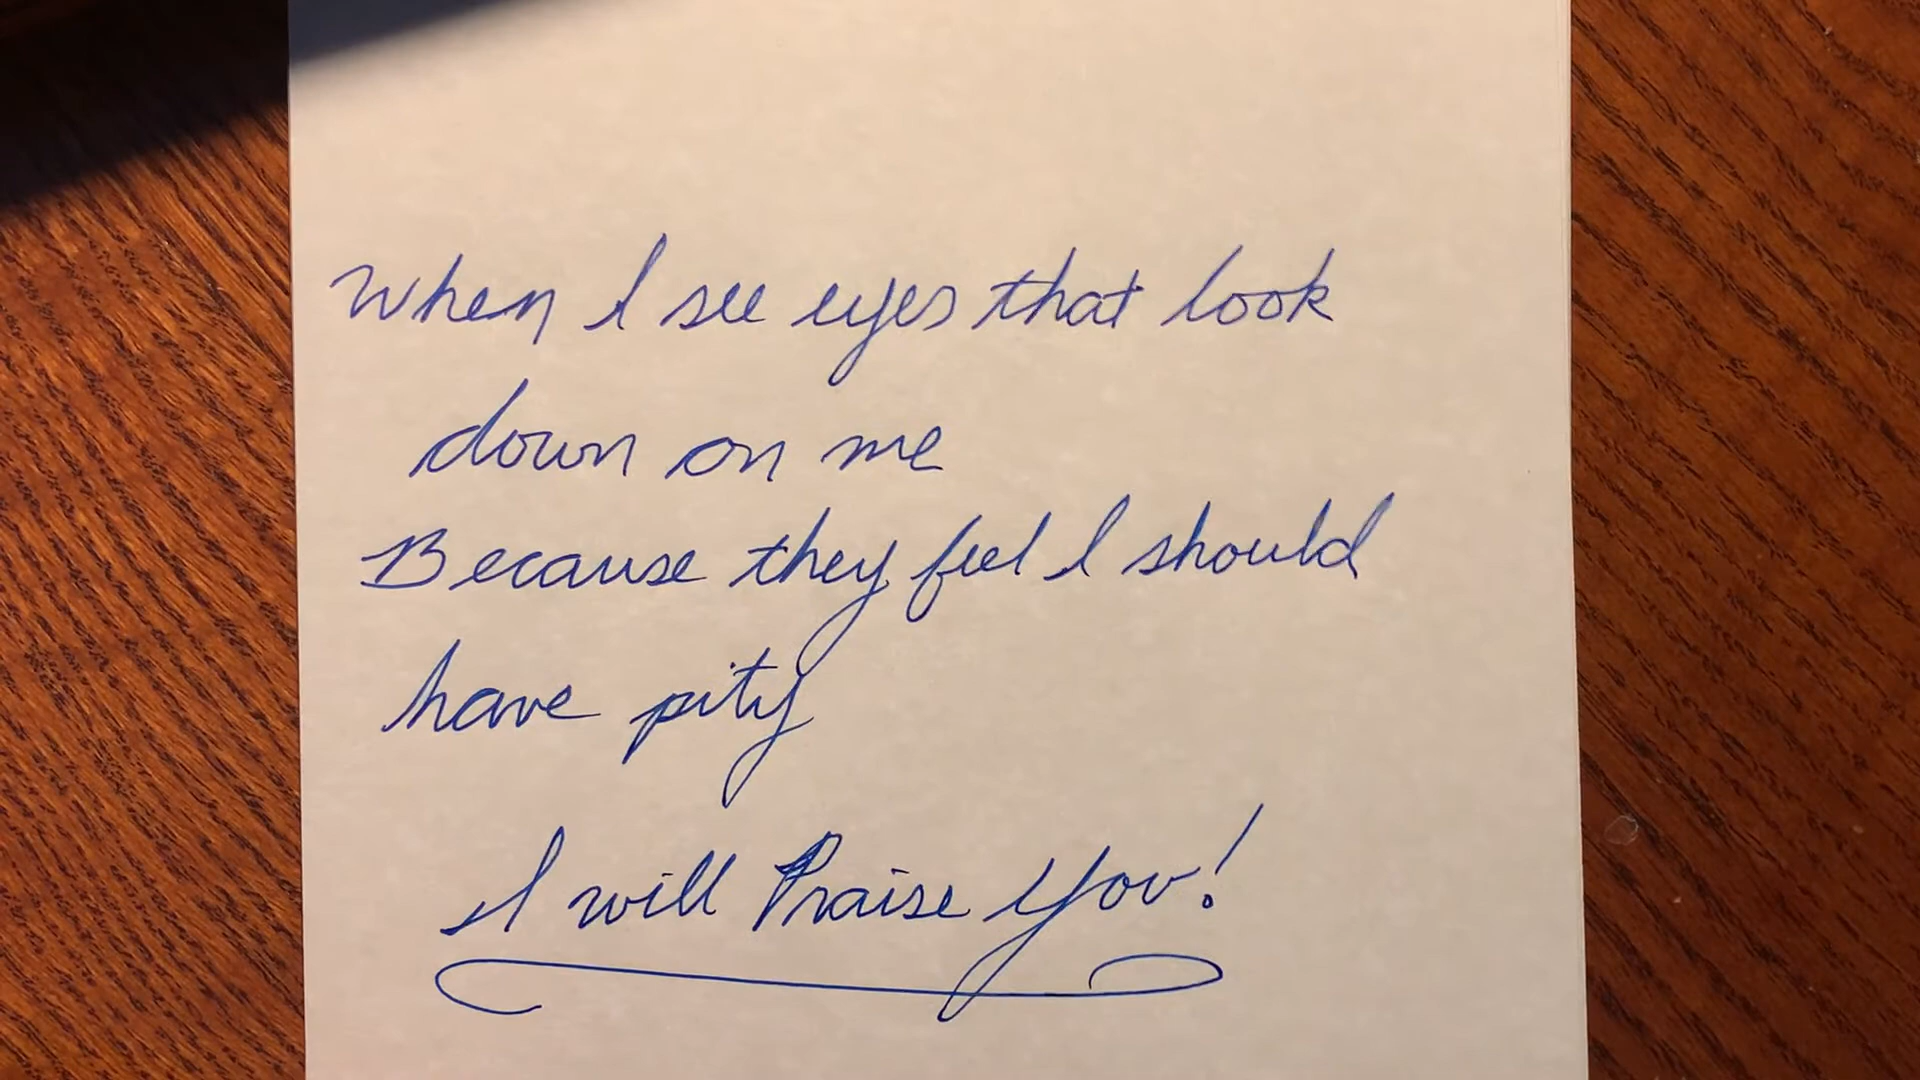 When I see eyes that look
down on me
Because they feel I should
have pity
I will Praise You!